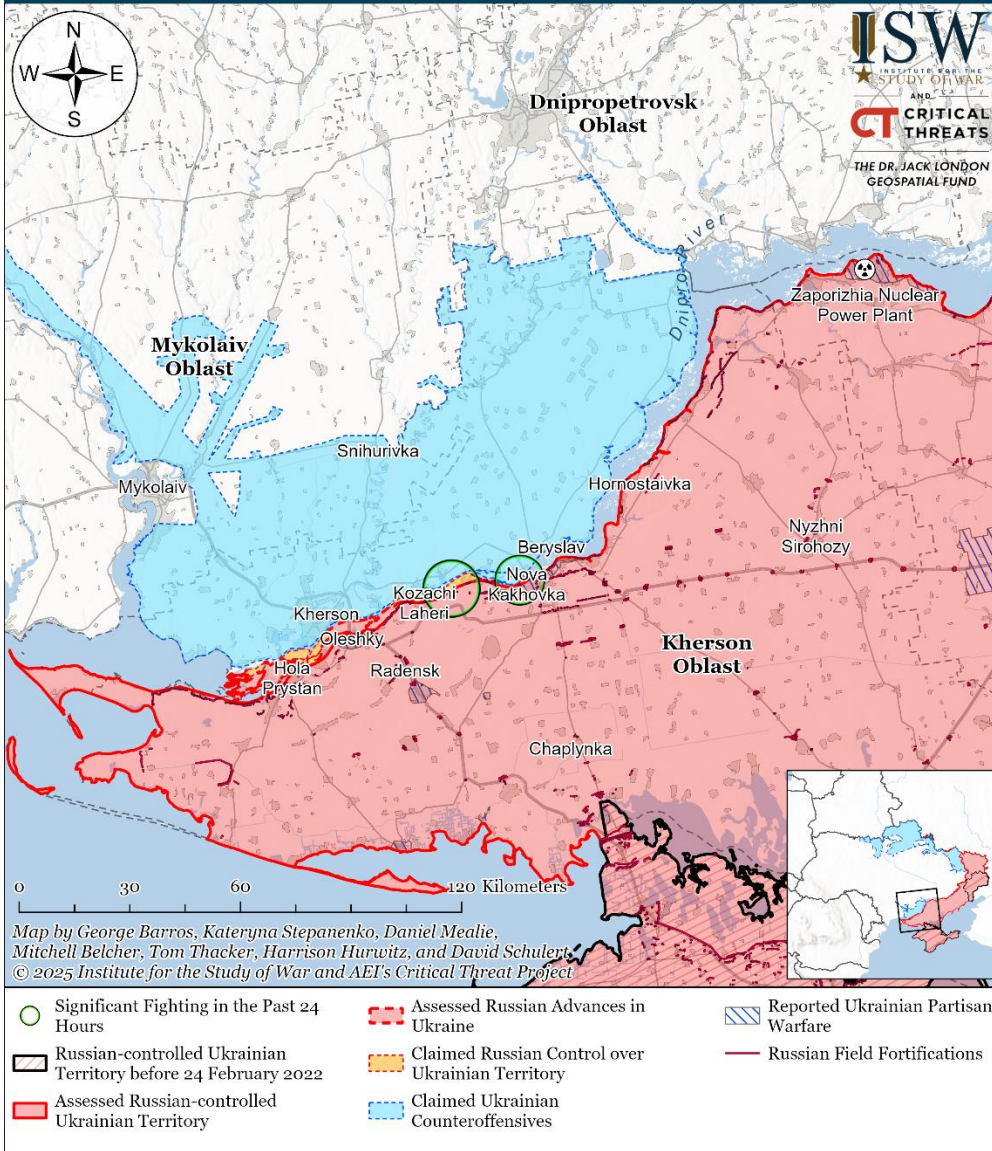 N
W
E
S
ISW
INSTITUTE FOR THE
STUDY OF WAR
AND
CT CRITICAL
THREATS
THE DR. JACK LONDON
GEOSPATIAL FUND
Dnipropetrovsk
Oblast
Dnipro River
Zaporizhia Nuclear
Power Plant
Mykolaiv
Oblast
Snihurivka
Mykolaiv
Hornostaivka
Nyzhni
Sirohozy
Beryslav
Nova
Kakhovka
Kozachi
Laheri
Kherson
Oleshky
Hola
Prystan
Radensk
Kherson
Oblast
Chaplynka
0 30 60 120 Kilometers
Map by George Barros, Kateryna Stepanenko, Daniel Mealie,
Mitchell Belcher, Tom Thacker, Harrison Hurwitz, and David Schulert
© 2025 Institute for the Study of War and AEI's Critical Threat Project
Significant Fighting in the Past 24
Hours
Russian-controlled Ukrainian
Territory before 24 February 2022
Assessed Russian-controlled
Ukrainian Territory
Assessed Russian Advances in
Ukraine
Claimed Russian Control over
Ukrainian Territory
Claimed Ukrainian
Counteroffensives
Reported Ukrainian Partisan
Warfare
Russian Field Fortifications